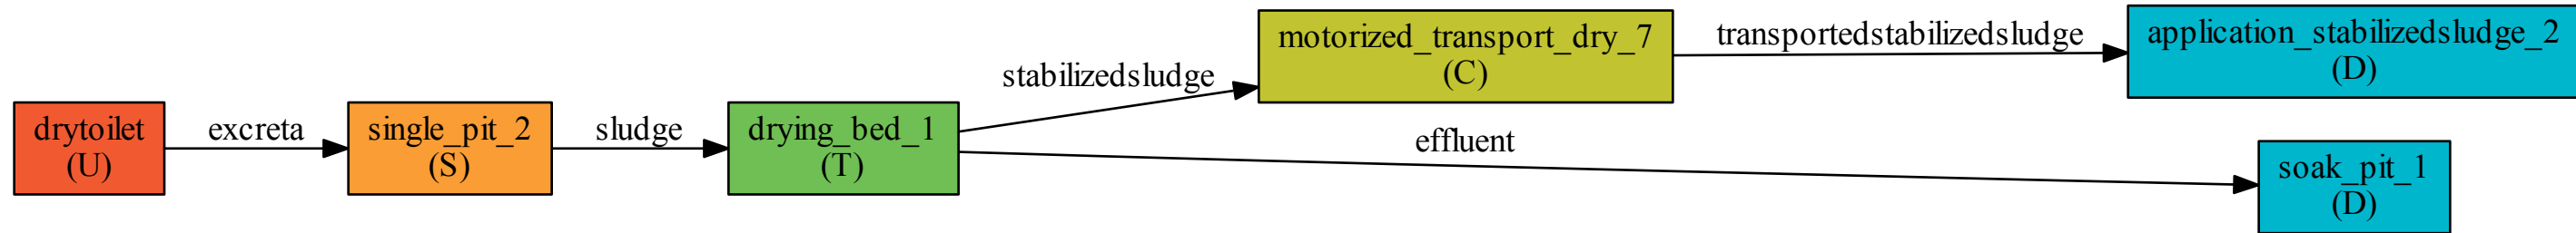 drytoilet
(U)
excreta
single_pit_2
(S)
sludge
drying_bed_1
(T)
stabilizedsludge
motorized_transport_dry_7
(C)
transportedstabilizedsludge
application_stabilizedsludge_2
(D)
effluent
soak_pit_1
(D)